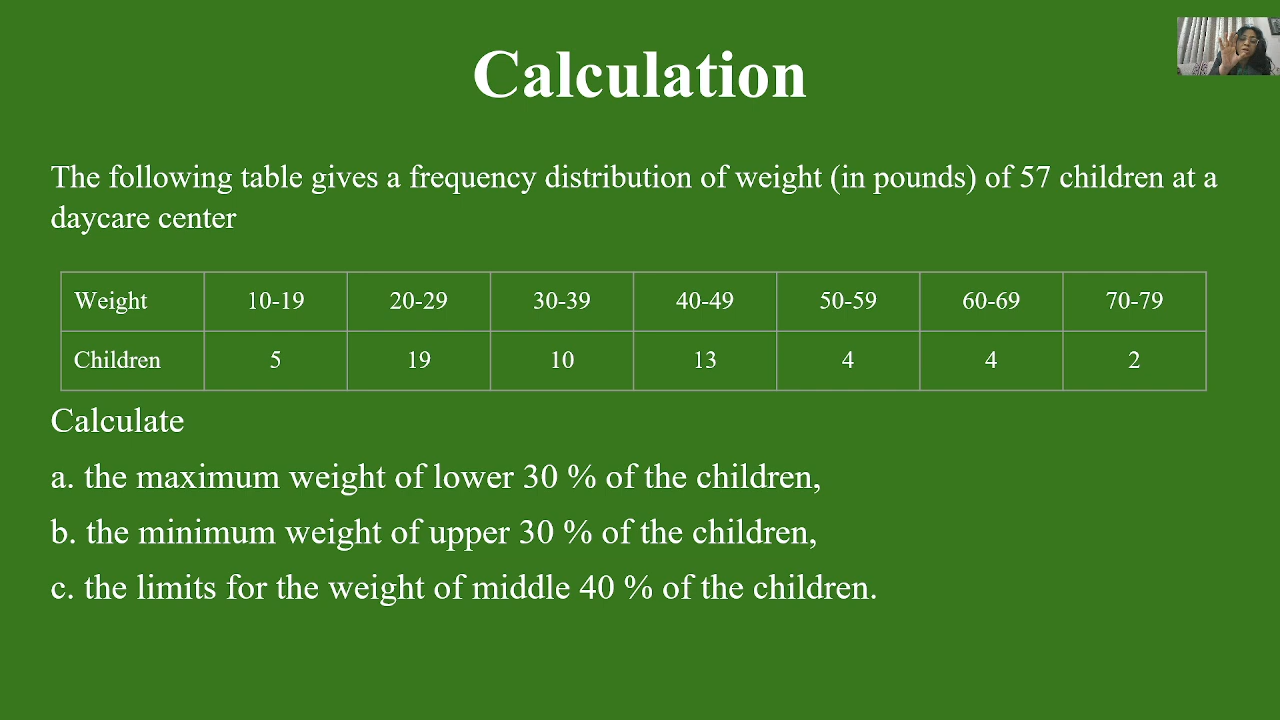 Calculation
The following table gives a frequency distribution of weight (in pounds) of 57 children at a
daycare center
Weight 10-19 20-29 30-39 40-49 50-59 60-69 70-79
Children 5 19 10 13 4 4 2
Calculate
a. the maximum weight of lower 30 % of the children,
b. the minimum weight of upper 30 % of the children,
c. the limits for the weight of middle 40 % of the children.